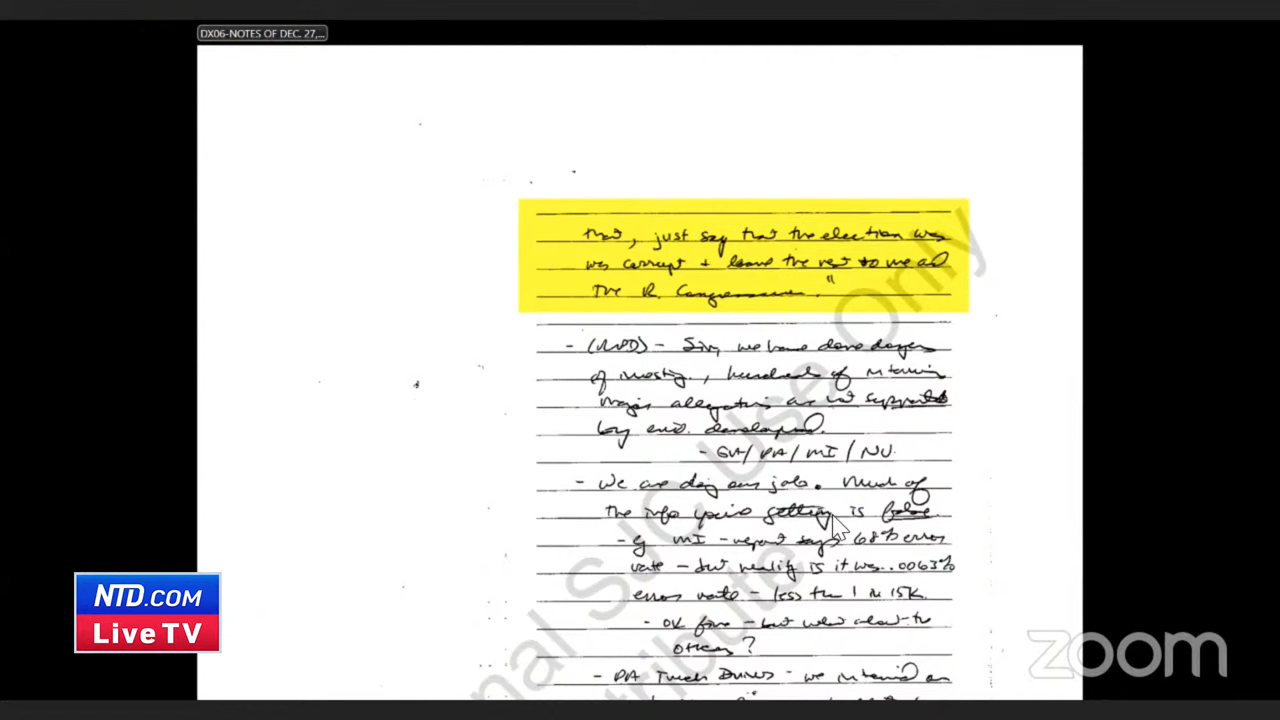 DX06-NOTES OF DEC. 27,...
that, just say that the election was
was corrupt + leave the rest to me and
the R. Congressmen."
- (RPD) - Sir, we have done dozens
of investig., hundreds of interviews
major allegations are not supported
by evid. developed.
- GA/PA/MI/NV.
- We are doing our job. Much of
the info you're getting is false.
- MI - report says 68% error
rate - but reality is it was .0063%
error rate - less than 1 in 15K.
- OK fine - but what about the
others?
- PA Truck Driver - we interviewed
nal SJC Use Only
tribute
NTD.COM
Live TV
zoom